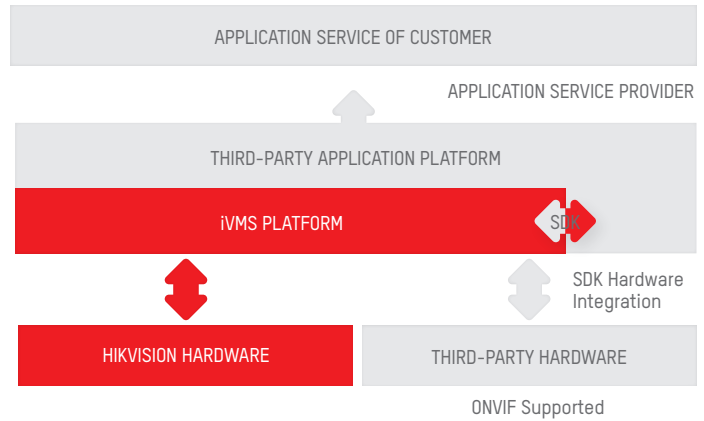 APPLICATION SERVICE OF CUSTOMER
APPLICATION SERVICE PROVIDER
THIRD-PARTY APPLICATION PLATFORM
iVMS PLATFORM
SDK
SDK Hardware
Integration
HIKVISION HARDWARE
THIRD-PARTY HARDWARE
ONVIF Supported